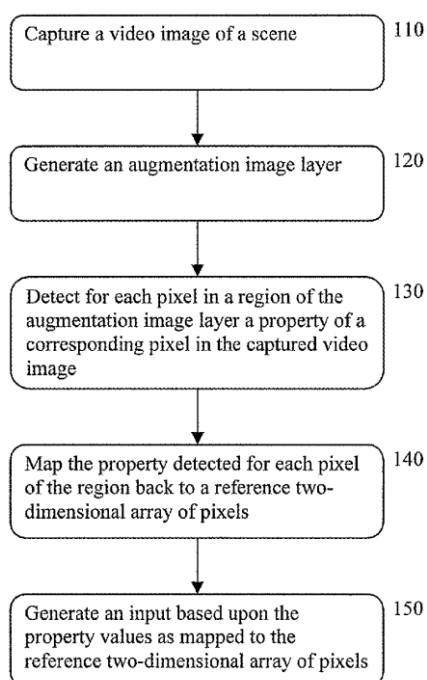 Capture a video image of a scene
110
Generate an augmentation image layer
120
Detect for each pixel in a region of the
augmentation image layer a property of a
corresponding pixel in the captured video
image
130
Map the property detected for each pixel
of the region back to a reference two-
dimensional array of pixels
140
Generate an input based upon the
property values as mapped to the
reference two-dimensional array of pixels
150